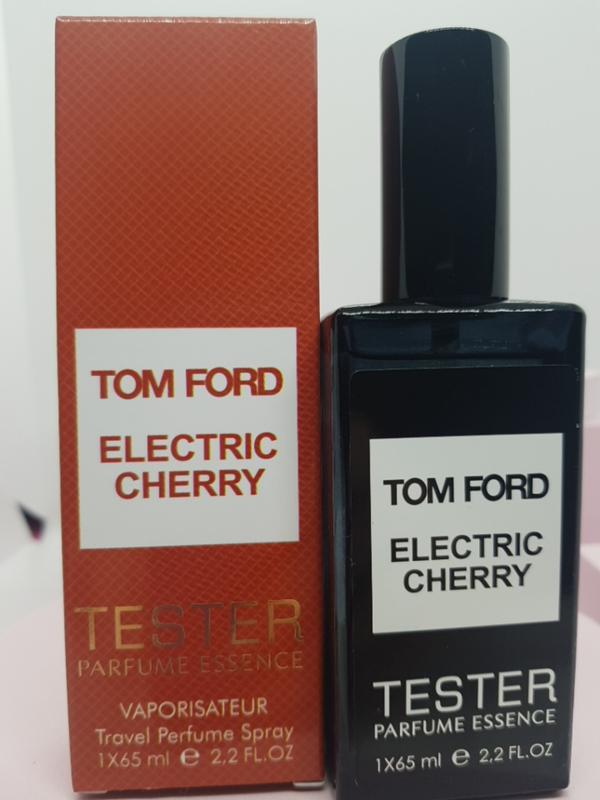 TOM FORD
ELECTRIC
CHERRY
TESTER
PARFUME ESSENCE
VAPORISATEUR
Travel Perfume Spray
1X65 ml e 2,2 FL.OZ
TOM FORD
ELECTRIC
CHERRY
TESTER
PARFUME ESSENCE
1X65 ml e 2,2 FL.OZ